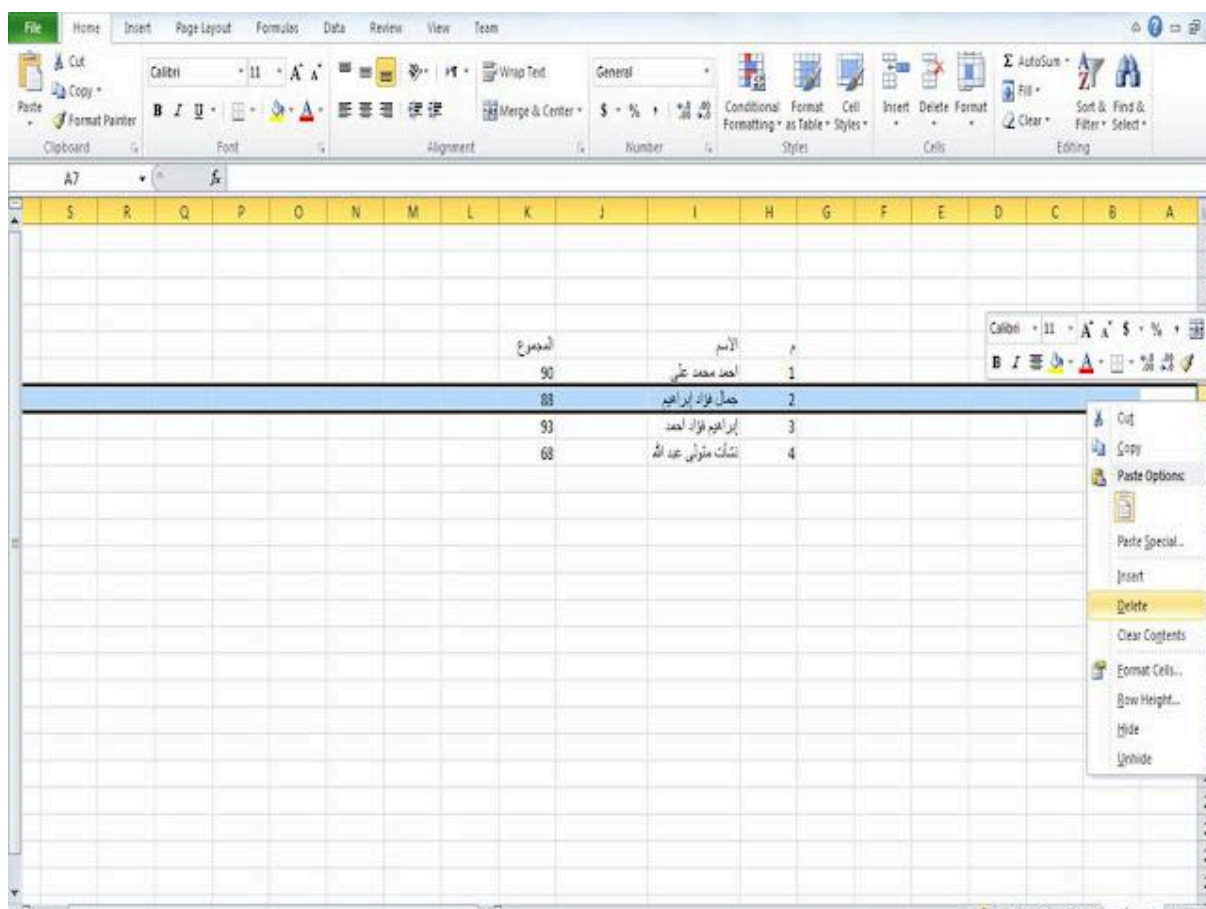 File Home Insert Page Layout Formulas Data Review View Team
Cut
Copy
Format Painter
Paste
Clipboard
Calibri 11
B I U
Font
Wrap Text
Merge & Center
Alignment
General
$ % ,
Number
Conditional Formatting
Format as Table
Cell Styles
Styles
Insert Delete Format
Cells
Σ AutoSum
Fill
Clear
Sort & Filter
Find & Select
Editing
A7 fx
S R Q P O N M L K J I H G F E D C B A
م الاسم المجموع
1 احمد محمد على 90
2 جمال فؤاد إبراهيم 88
3 إبراهيم فؤاد احمد 93
4 نشأت متولى عبد الله 68
Calibri 11 A A $ % ,
B I A
Cut
Copy
Paste Options:
Paste Special...
Insert
Delete
Clear Contents
Format Cells...
Row Height...
Hide
Unhide